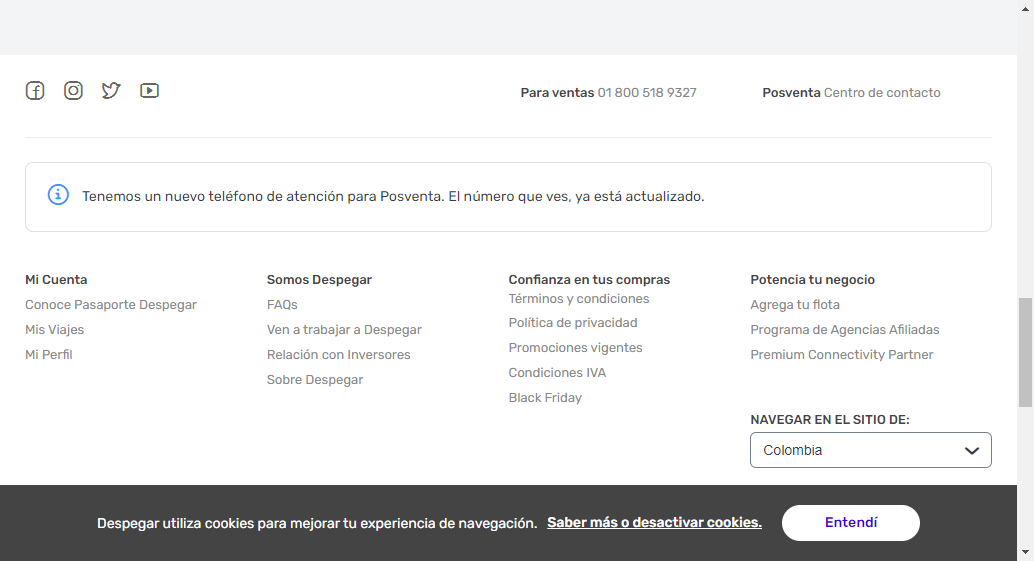 Para ventas 01 800 518 9327
Posventa Centro de contacto
Tenemos un nuevo teléfono de atención para Posventa. El número que ves, ya está actualizado.
Mi Cuenta
Conoce Pasaporte Despegar
Mis Viajes
Mi Perfil
Somos Despegar
FAQs
Ven a trabajar a Despegar
Relación con Inversores
Sobre Despegar
Confianza en tus compras
Términos y condiciones
Política de privacidad
Promociones vigentes
Condiciones IVA
Black Friday
Potencia tu negocio
Agrega tu flota
Programa de Agencias Afiliadas
Premium Connectivity Partner
NAVEGAR EN EL SITIO DE:
Colombia
Despegar utiliza cookies para mejorar tu experiencia de navegación. Saber más o desactivar cookies.
Entendí